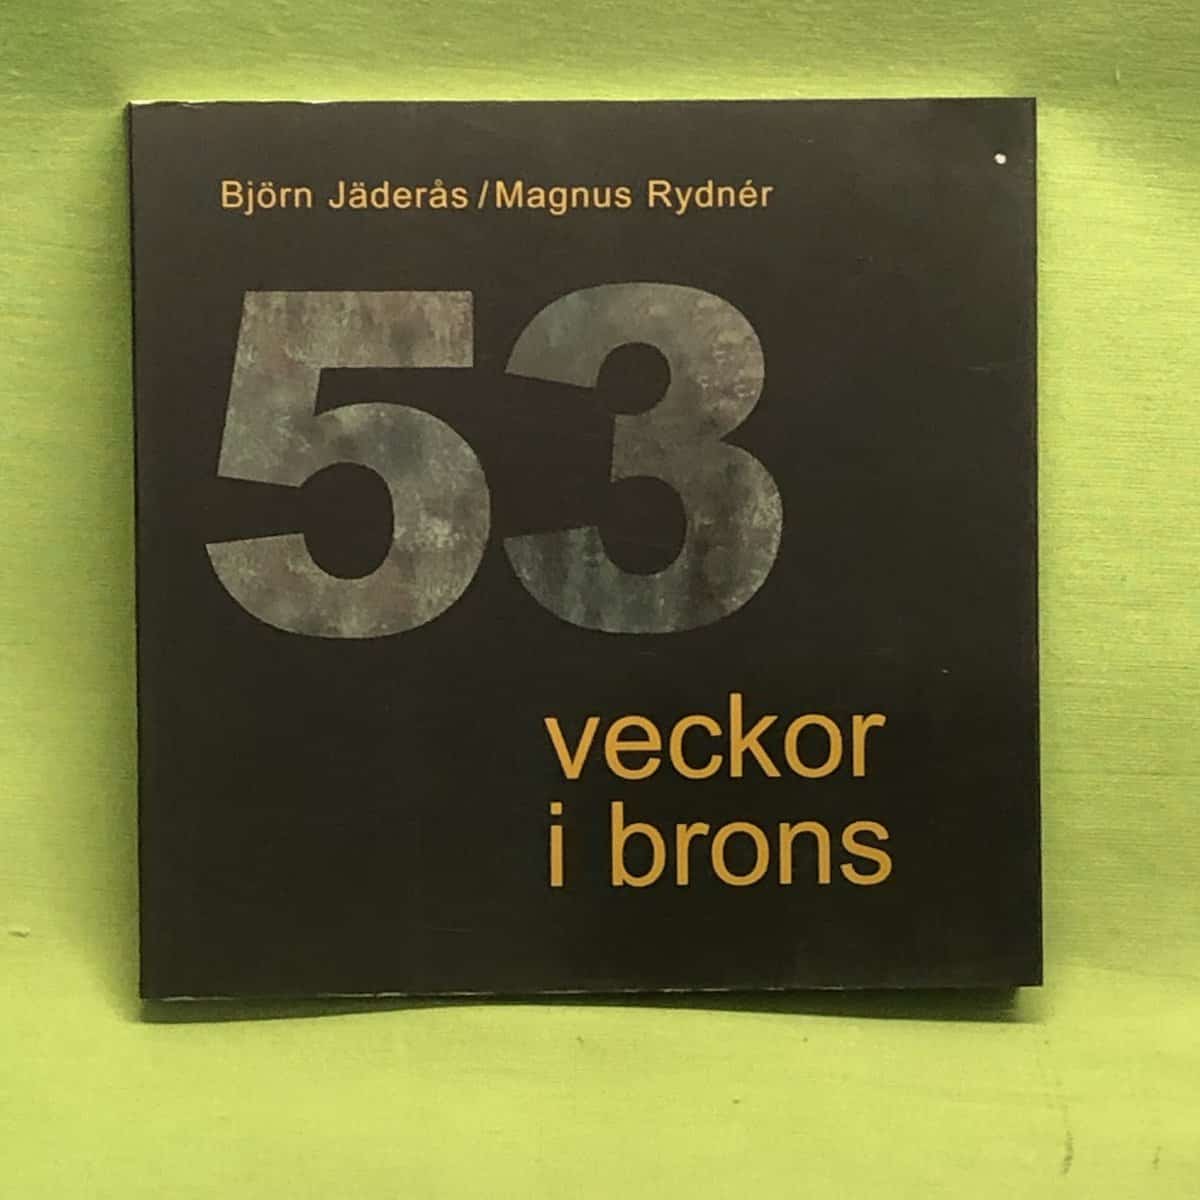 Björn Jäderås / Magnus Rydnér
53
veckor
i brons